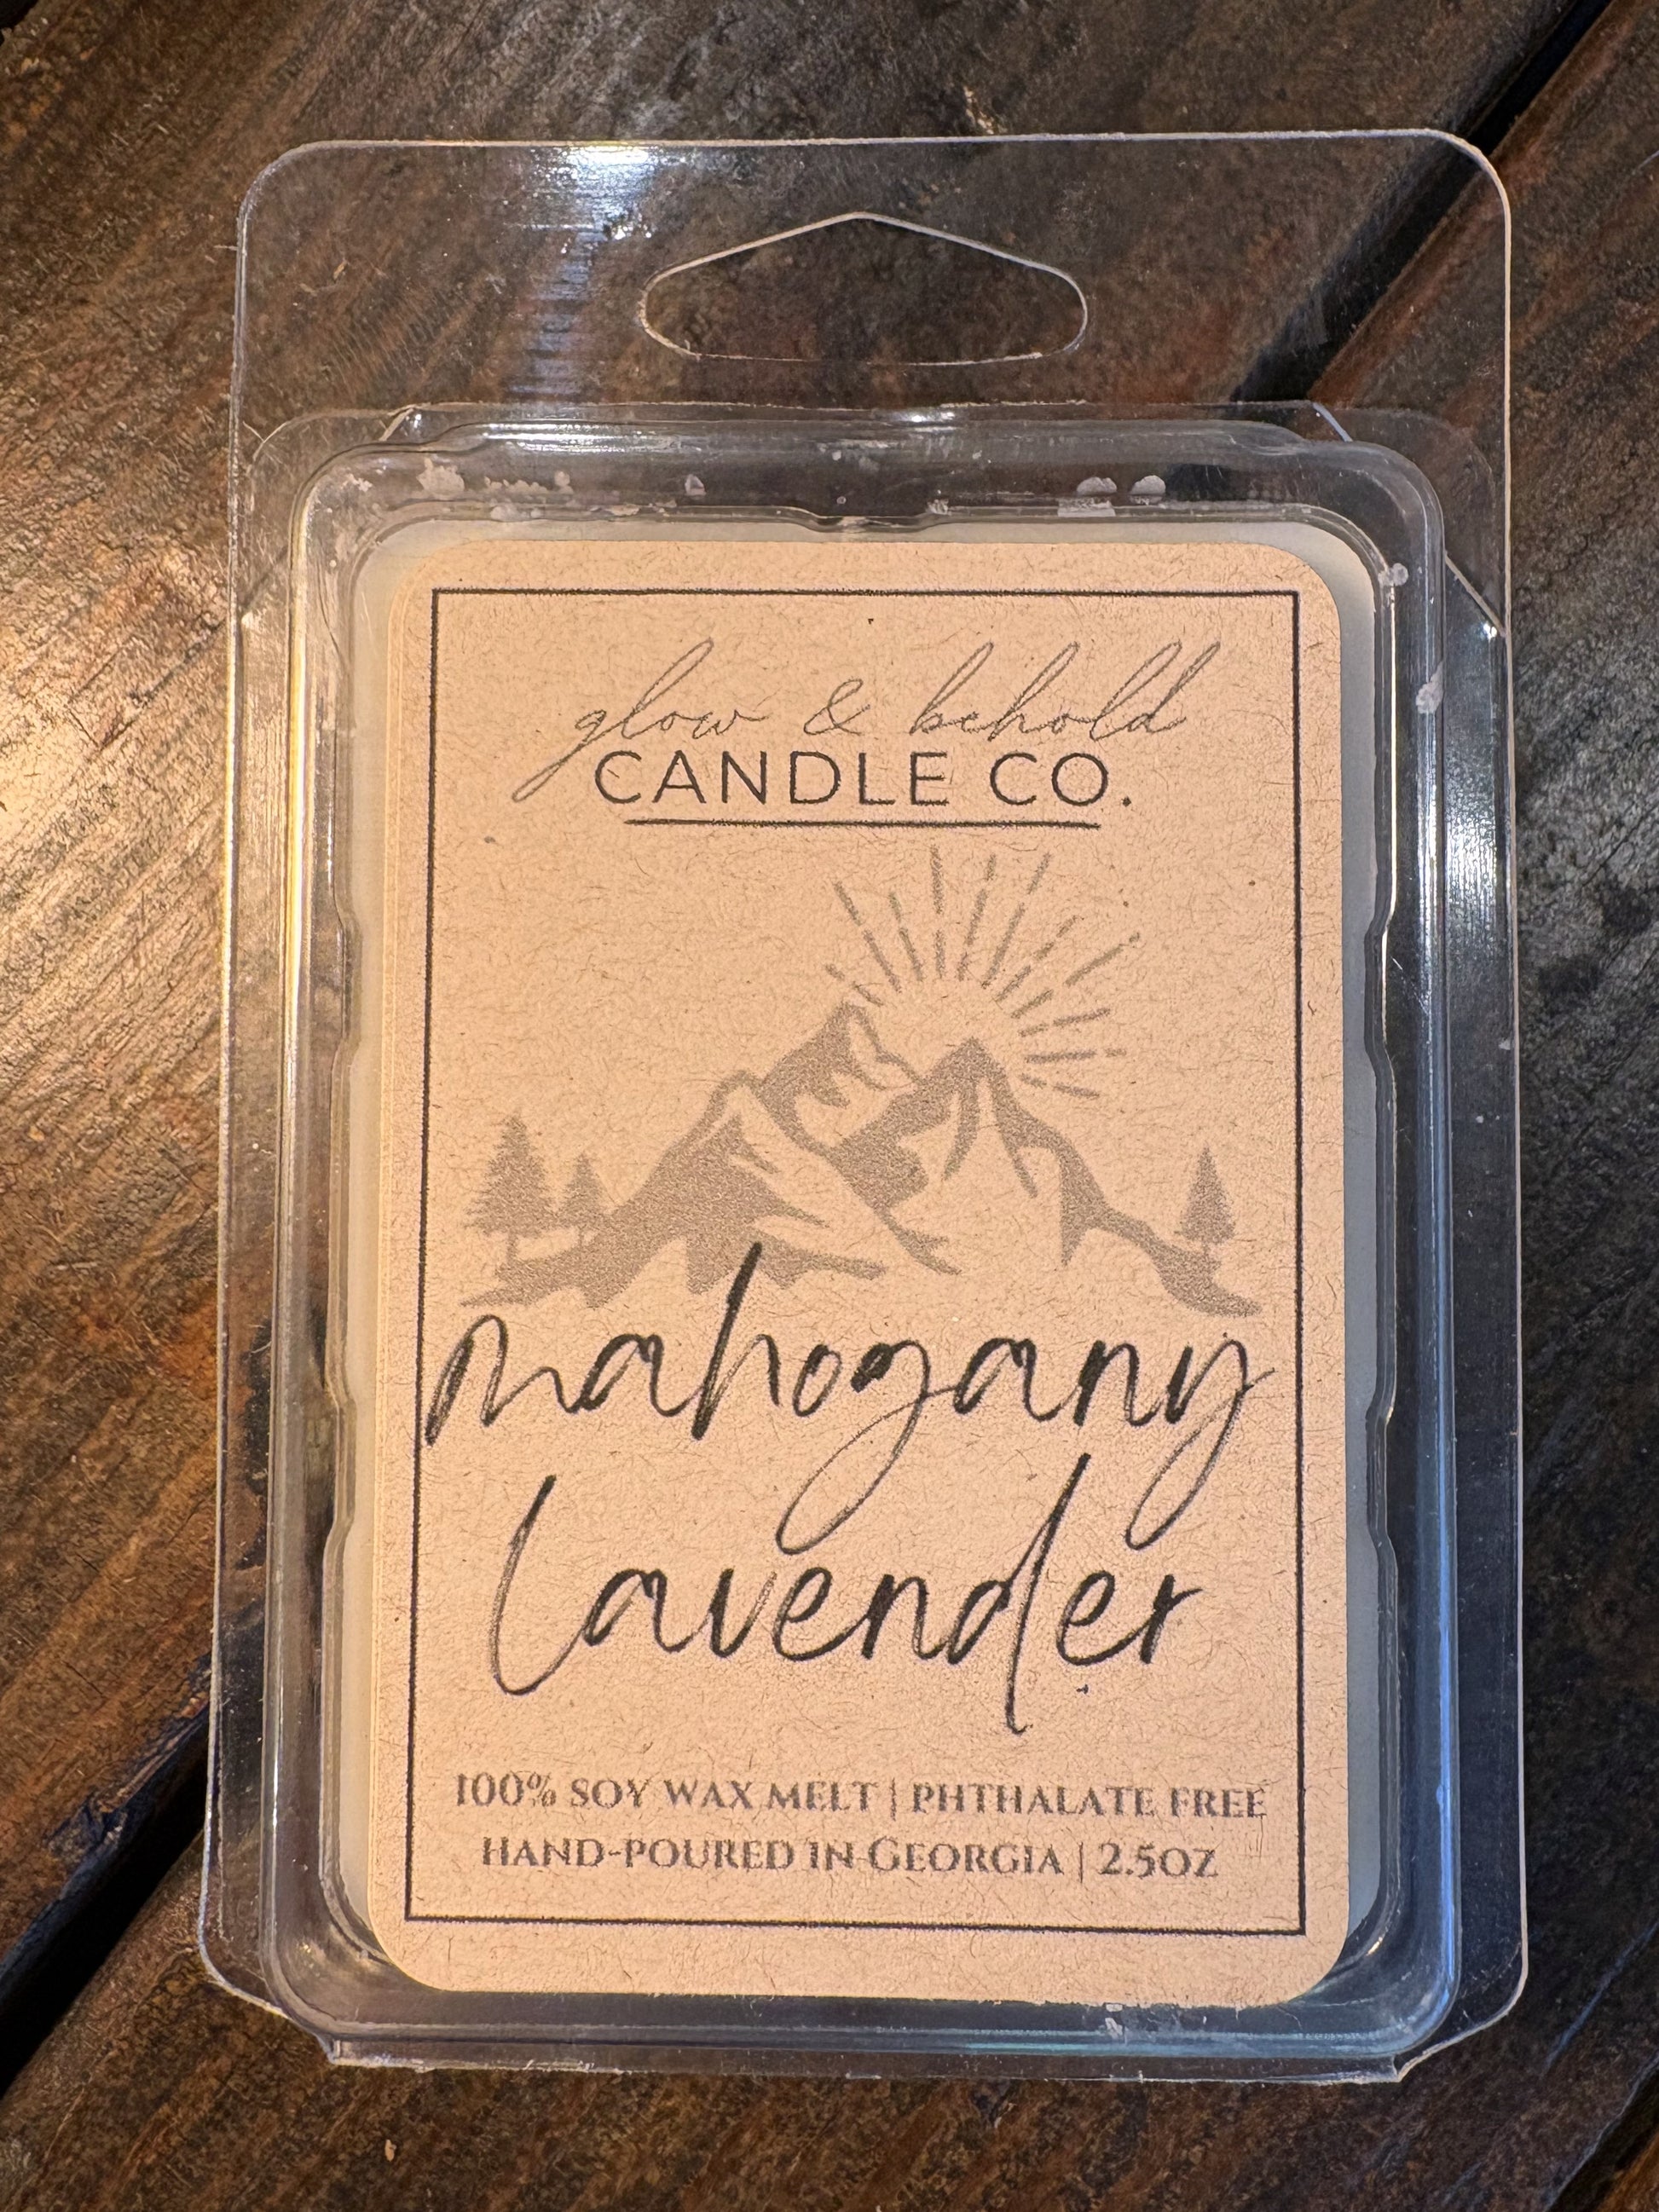 glow & behold
CANDLE CO.
mahogany
lavender
100% SOY WAX MELT | PHTHALATE FREE
HAND-POURED IN GEORGIA | 2.5OZ